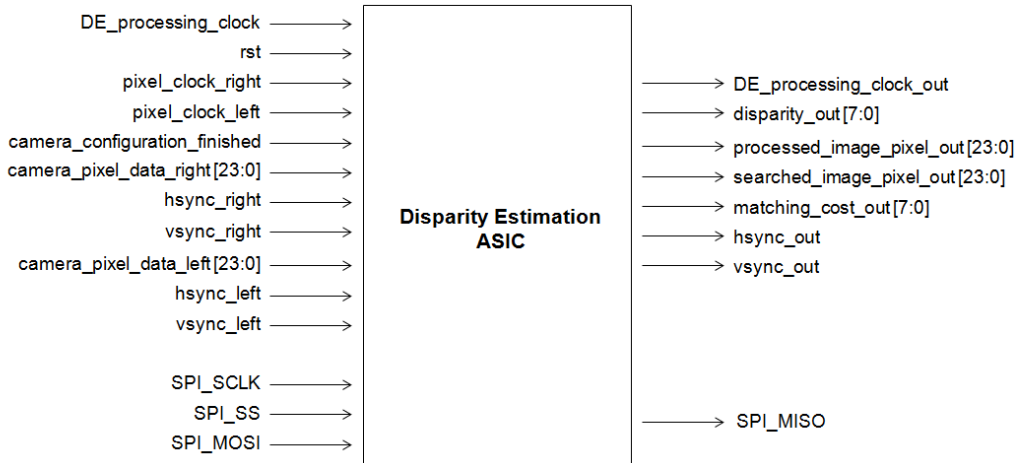 DE_processing_clock
rst
pixel_clock_right
pixel_clock_left
camera_configuration_finished
camera_pixel_data_right[23:0]
hsync_right
vsync_right
camera_pixel_data_left[23:0]
hsync_left
vsync_left
SPI_SCLK
SPI_SS
SPI_MOSI
Disparity Estimation
ASIC
DE_processing_clock_out
disparity_out[7:0]
processed_image_pixel_out[23:0]
searched_image_pixel_out[23:0]
matching_cost_out[7:0]
hsync_out
vsync_out
SPI_MISO